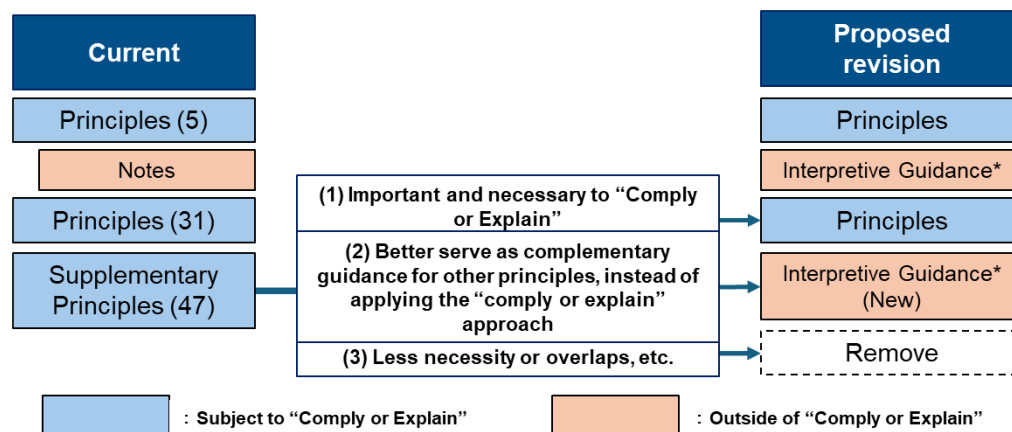 Current
Proposed
revision
Principles (5)
Principles
Notes
Interpretive Guidance*
(1) Important and necessary to “Comply
or Explain”
Principles (31)
Principles
(2) Better serve as complementary
guidance for other principles, instead of
applying the “comply or explain”
approach
Supplementary
Principles (47)
Interpretive Guidance*
(New)
(3) Less necessity or overlaps, etc.
Remove
: Subject to “Comply or Explain”
: Outside of “Comply or Explain”